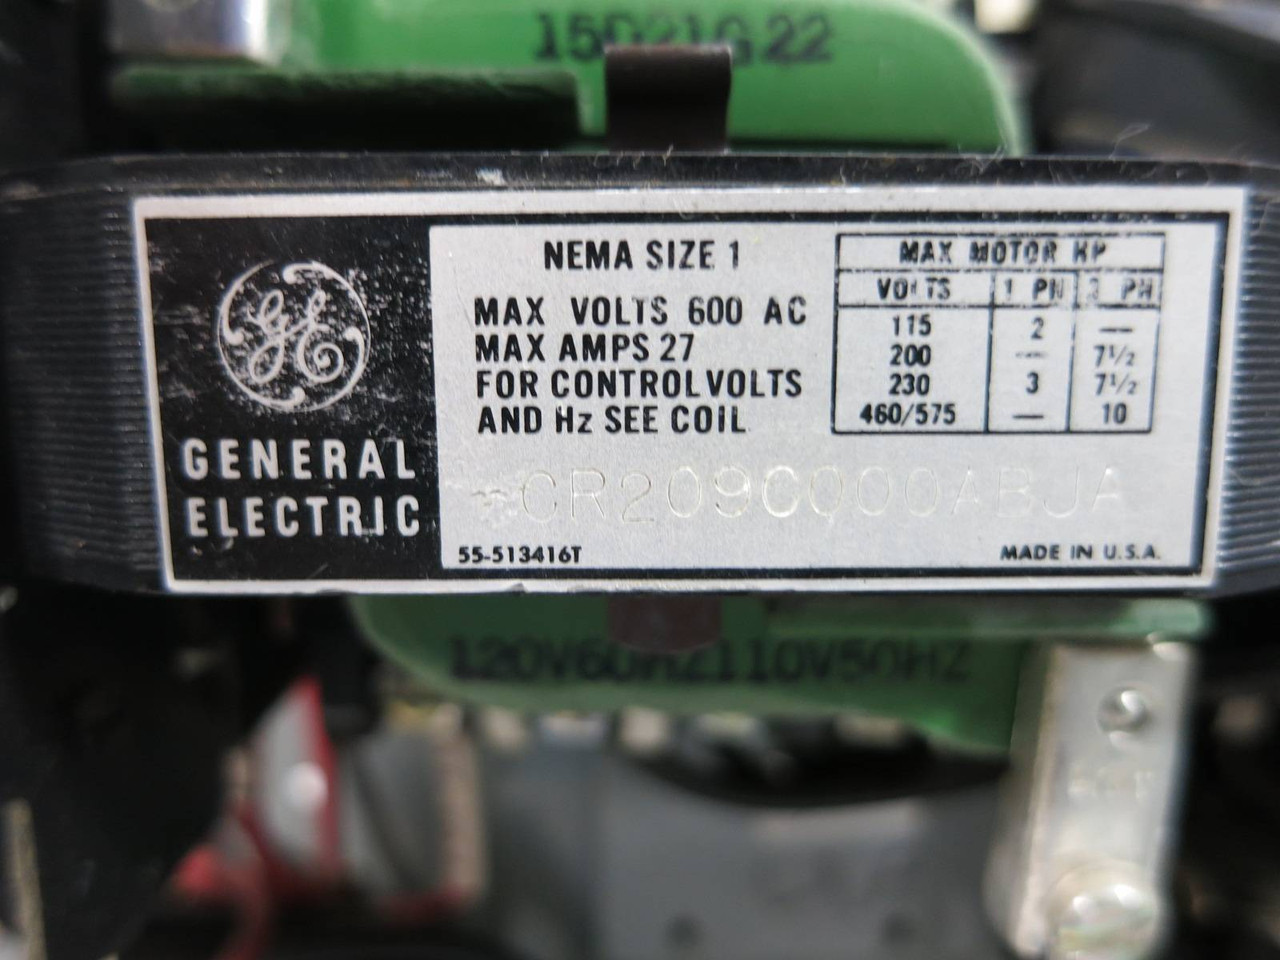 15D21G22
NEMA SIZE 1
MAX VOLTS 600 AC
MAX AMPS 27
FOR CONTROL VOLTS
AND Hz SEE COIL
MAX MOTOR HP
VOLTS 1 PH 3 PH
115 2 —
200 — 7½
230 3 7½
460/575 — 10
GE
GENERAL
ELECTRIC
CR209C000ABJA
55-513416T
MADE IN U.S.A.
120V60HZ110V50HZ